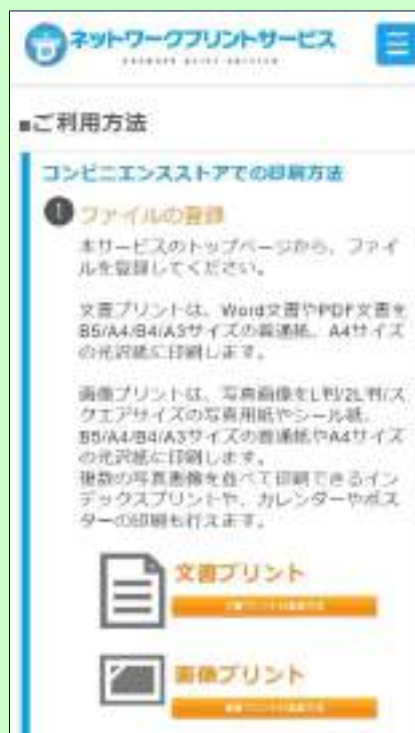 ネットワークプリントサービス
■ご利用方法
コンビニエンスストアでの印刷方法
1 ファイルの登録
本サービスのトップページから、ファイ
ルを登録してください。
文書プリントは、Word文書やPDF文書を
B5/A4/B4/A3サイズの普通紙、A4サイズ
の光沢紙に印刷します。
画像プリントは、写真画像をL判/2L判/ス
クエアサイズの写真用紙やシール紙、
B5/A4/B4/A3サイズの普通紙やA4サイズ
の光沢紙に印刷します。
複数の写真画像を並べて印刷できるイン
デックスプリントや、カレンダーやポス
ターの印刷も行えます。
文書プリント
画像プリント